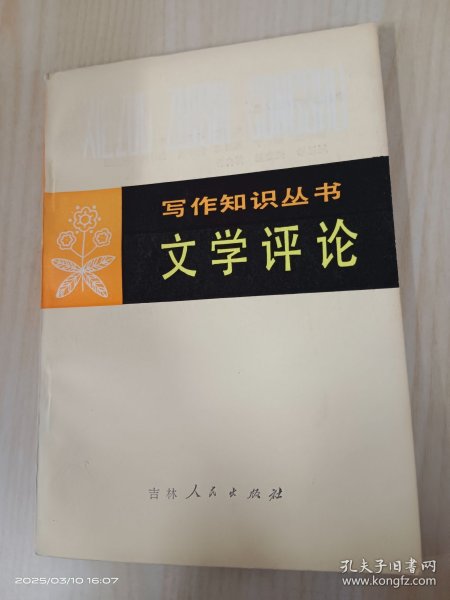 写作知识丛书
文学评论
吉林人民出版社
2025/03/10 16:07
孔夫子旧书网
www.kongfz.com